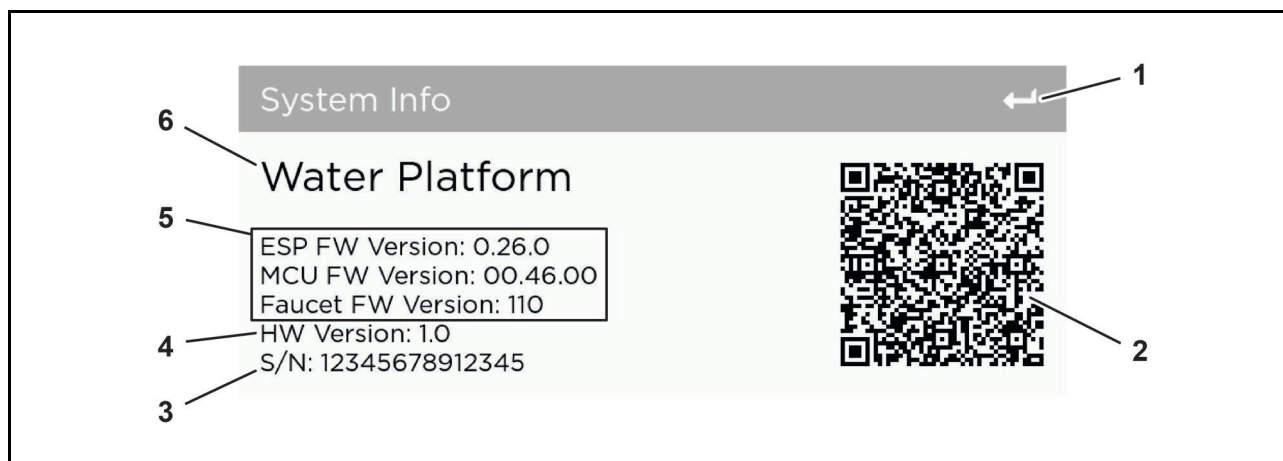 System Info
1
6
Water Platform
5
ESP FW Version: 0.26.0
MCU FW Version: 00.46.00
Faucet FW Version: 110
4
HW Version: 1.0
2
S/N: 12345678912345
3